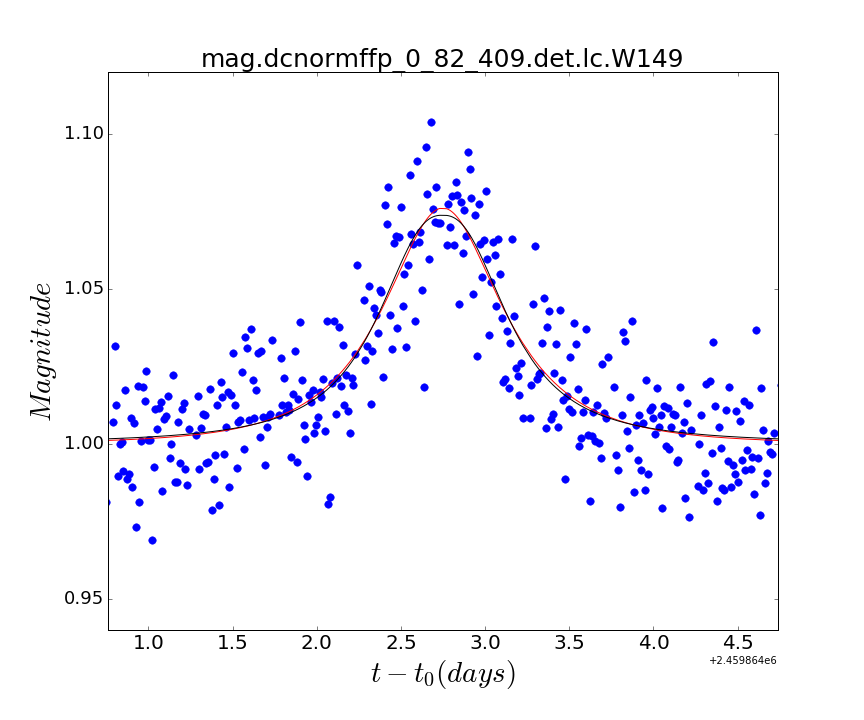 mag.dcnormffp_0_82_409.det.lc.W149
Magnitude
1.10
1.05
1.00
0.95
1.0 1.5 2.0 2.5 3.0 3.5 4.0 4.5
+2.459864e6
t − t₀(days)